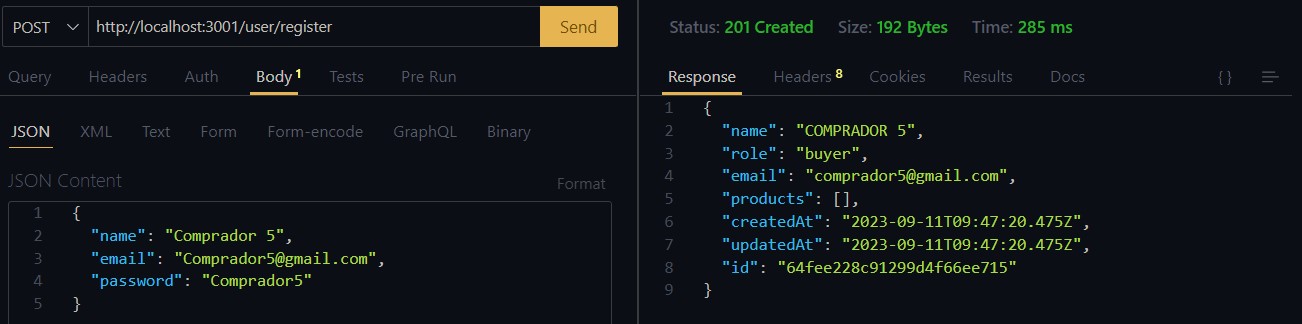 POST http://localhost:3001/user/register Send
Query Headers Auth Body 1 Tests Pre Run
JSON XML Text Form Form-encode GraphQL Binary
JSON Content Format
1 {
2 "name": "Comprador 5",
3 "email": "Comprador5@gmail.com",
4 "password": "Comprador5"
5 }
Status: 201 Created Size: 192 Bytes Time: 285 ms
Response Headers 8 Cookies Results Docs { }
1 {
2 "name": "COMPRADOR 5",
3 "role": "buyer",
4 "email": "comprador5@gmail.com",
5 "products": [],
6 "createdAt": "2023-09-11T09:47:20.475Z",
7 "updatedAt": "2023-09-11T09:47:20.475Z",
8 "id": "64fee228c91299d4f66ee715"
9 }